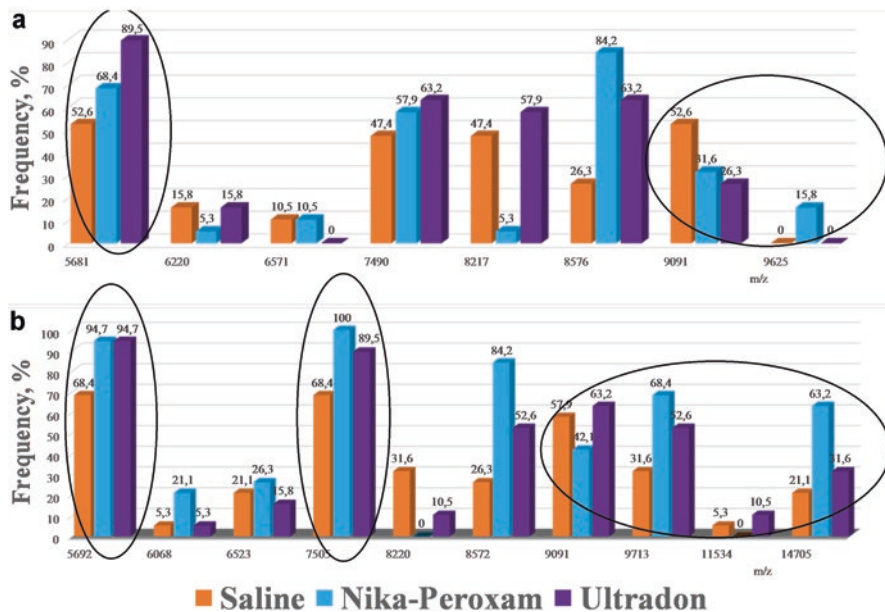 a
Frequency, %
90
80
70
60
50
40
30
20
10
0
52,6 68,4 89,5
15,8 5,3 15,8
10,5 10,5 0
47,4 57,9 63,2
47,4 5,3 57,9
26,3 84,2 63,2
52,6 31,6 26,3
0 15,8 0
5681 6220 6571 7490 8217 8576 9091 9625
m/z
b
Frequency, %
100
90
80
70
60
50
40
30
20
10
0
68,4 94,7 94,7
5,3 21,1 5,3
21,1 26,3 15,8
68,4 100 89,5
31,6 0 10,5
26,3 84,2 52,6
57,9 42,1 63,2
31,6 68,4 52,6
5,3 0 10,5
21,1 63,2 31,6
5692 6068 6523 7505 8220 8572 9091 9713 11534 14705
m/z
Saline Nika-Peroxam Ultradon